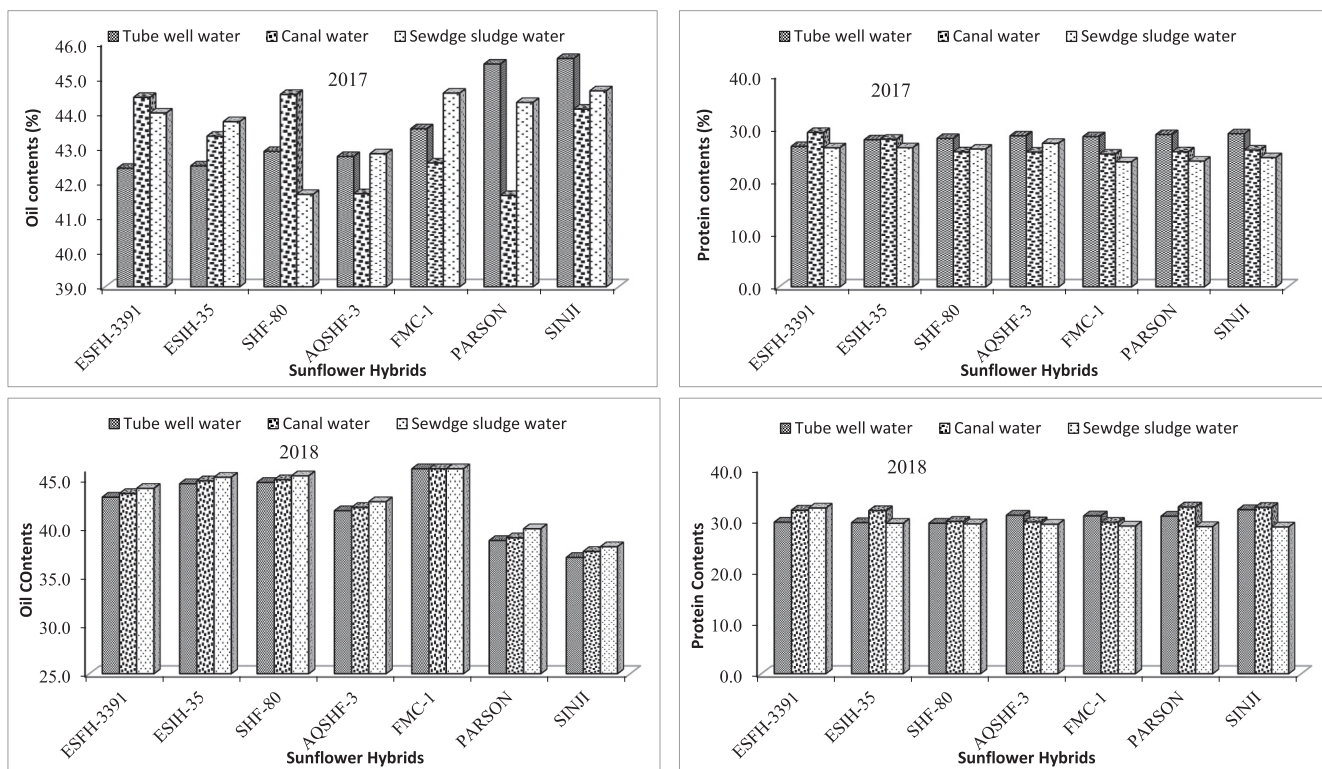 Tube well water Canal water Sewdge sludge water
2017
46.0
45.0
44.0
43.0
42.0
41.0
40.0
39.0
Oil contents (%)
ESFH-3391 ESIH-35 SHF-80 AQSHF-3 FMC-1 PARSON SINJI
Sunflower Hybrids
Tube well water Canal water Sewdge sludge water
2017
40.0
30.0
20.0
10.0
0.0
Protein contents (%)
ESFH-3391 ESIH-35 SHF-80 AQSHF-3 FMC-1 PARSON SINJI
Sunflower Hybrids
Tube well water Canal water Sewdge sludge water
2018
45.0
40.0
35.0
30.0
25.0
Oil COntents
ESFH-3391 ESIH-35 SHF-80 AQSHF-3 FMC-1 PARSON SINJI
Sunflower Hybrids
Tube well water Canal water Sewdge sludge water
2018
40.0
30.0
20.0
10.0
0.0
Protein Contents
ESFH-3391 ESIH-35 SHF-80 AQSHF-3 FMC-1 PARSON SINJI
Sunflower Hybrids